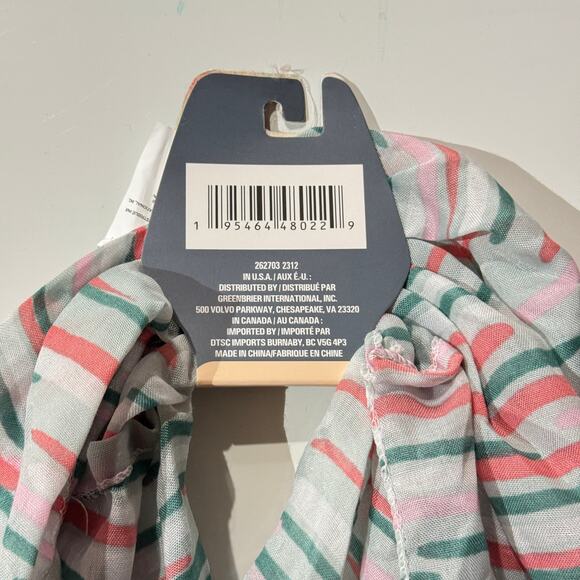 1 95464 48022 9
262703 2312
IN U.S.A. / AUX É.-U. :
DISTRIBUTED BY / DISTRIBUÉ PAR
GREENBRIER INTERNATIONAL, INC.
500 VOLVO PARKWAY, CHESAPEAKE, VA 23320
IN CANADA / AU CANADA :
IMPORTED BY / IMPORTÉ PAR
DTSC IMPORTS BURNABY, BC V5G 4P3
MADE IN CHINA/FABRIQUE EN CHINE